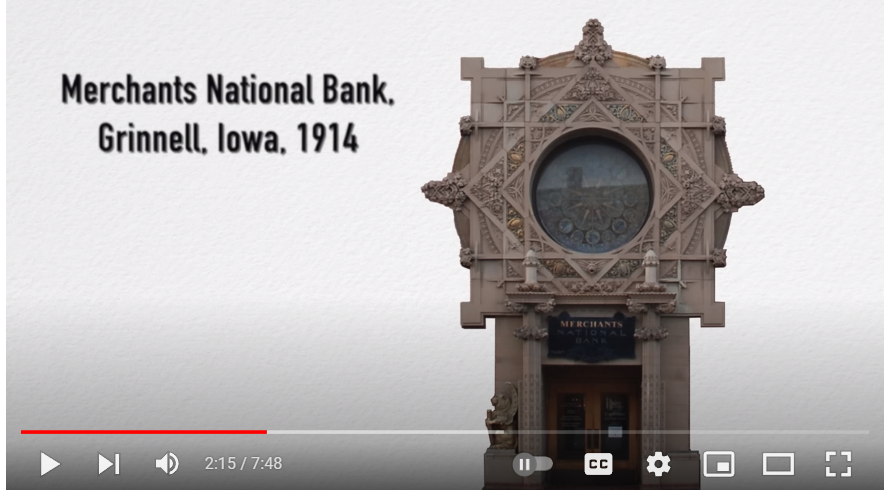 Merchants National Bank,
Grinnell, Iowa, 1914
MERCHANTS
NATIONAL
BANK
2:15 / 7:48
CC